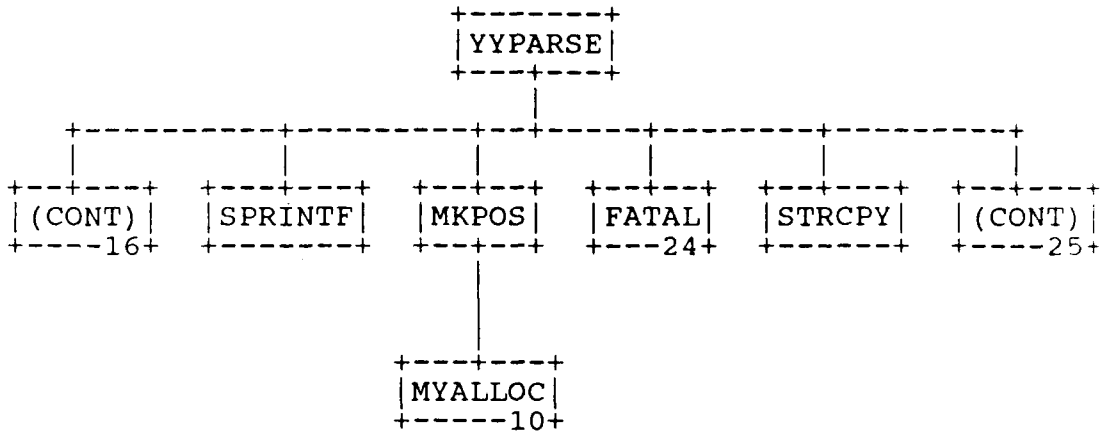 YYPARSE
(CONT) SPRINTF MKPOS FATAL STRCPY (CONT)
16 24 25
MYALLOC
10